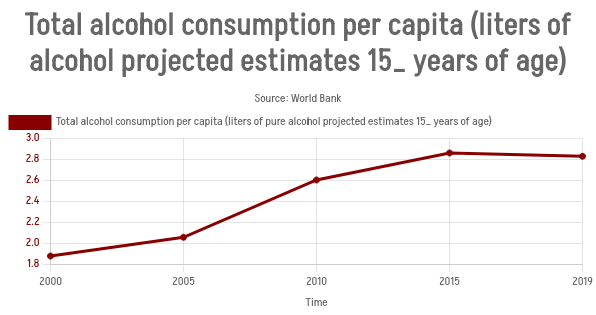 Total alcohol consumption per capita (liters of
alcohol projected estimates 15_ years of age)
Source: World Bank
Total alcohol consumption per capita (liters of pure alcohol projected estimates 15_ years of age)
3.0
2.8
2.6
2.4
2.2
2.0
1.8
2000 2005 2010 2015 2019
Time